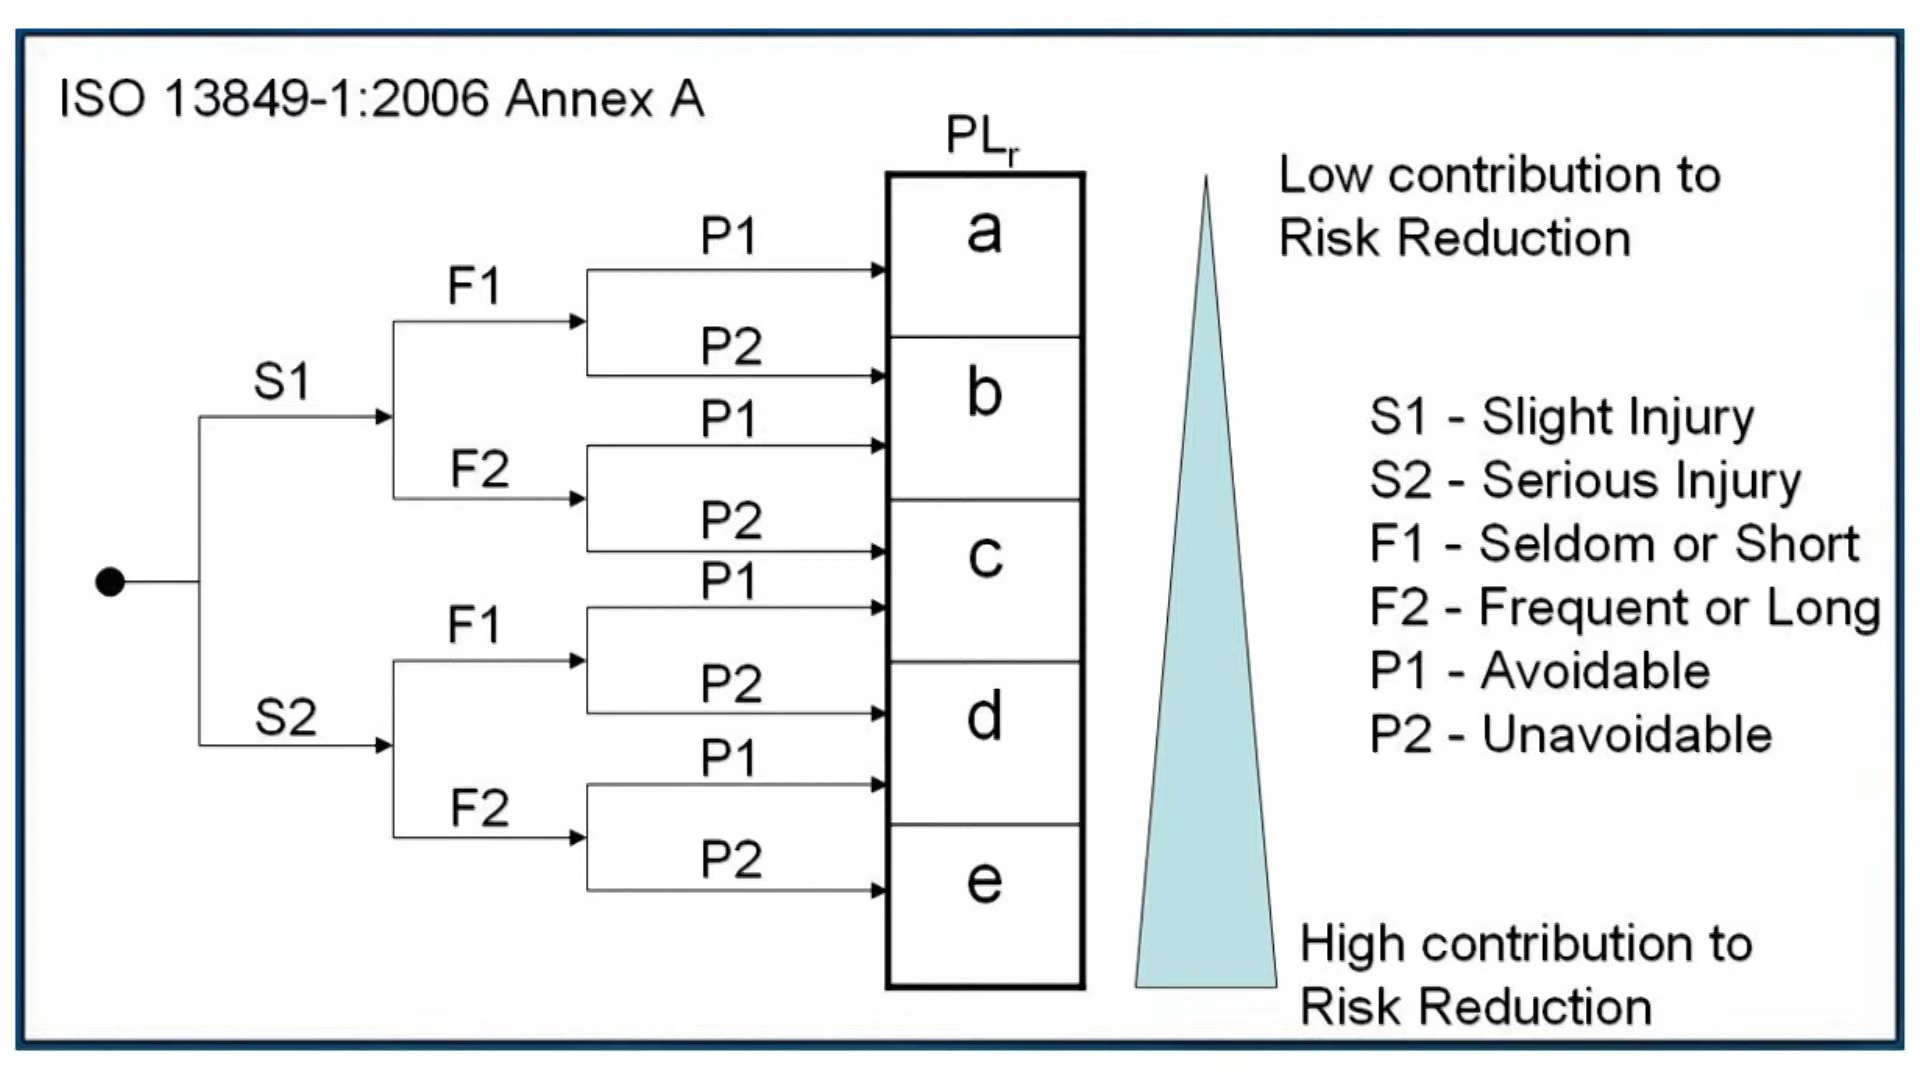 ISO 13849-1:2006 Annex A
PLr
Low contribution to
Risk Reduction
a
P1
F1
P2
b
S1
P1
F2
P2
c
P1
F1
P2
d
S2
P1
F2
P2
e
S1 - Slight Injury
S2 - Serious Injury
F1 - Seldom or Short
F2 - Frequent or Long
P1 - Avoidable
P2 - Unavoidable
High contribution to
Risk Reduction